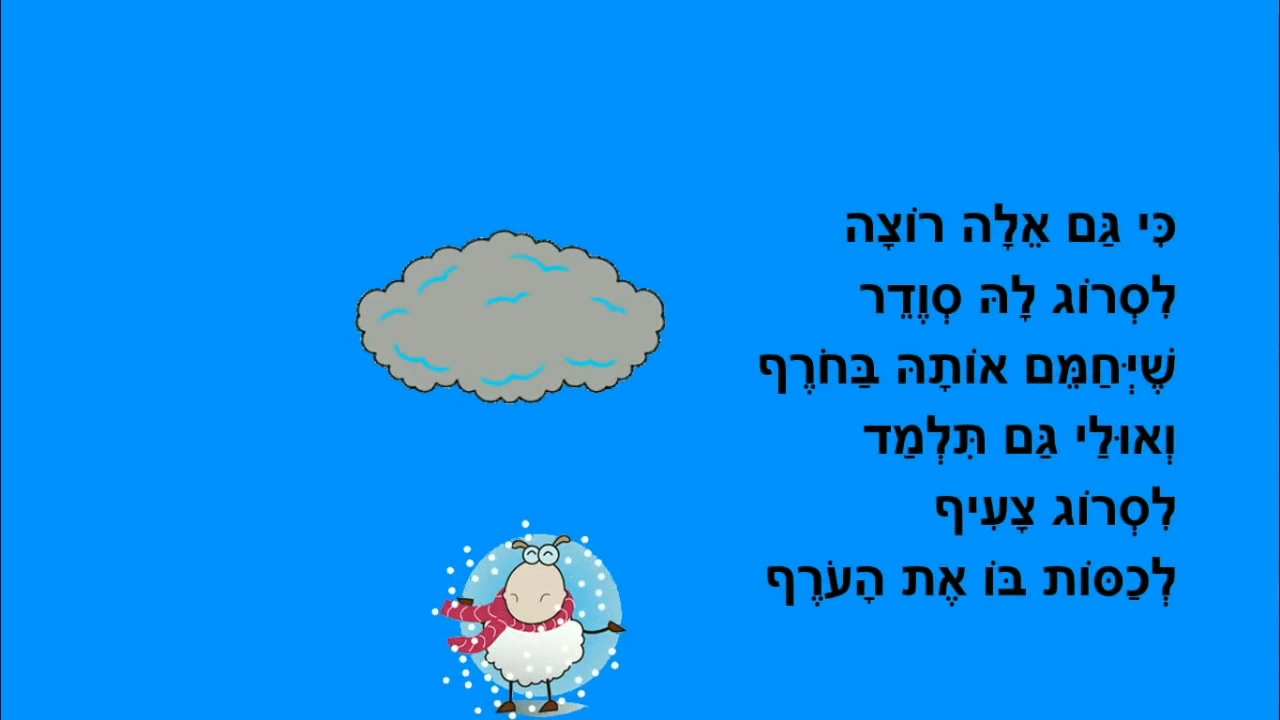 כִּי גַּם אֵלָה רוֹצָה
לִסְרוֹג לָהּ סְוֶדֵר
שֶׁיְּחַמֵּם אוֹתָהּ בַּחֹרֶף
וְאוּלַי גַּם תִּלְמַד
לִסְרוֹג צָעִיף
לְכַסּוֹת בּוֹ אֶת הָעֹרֶף